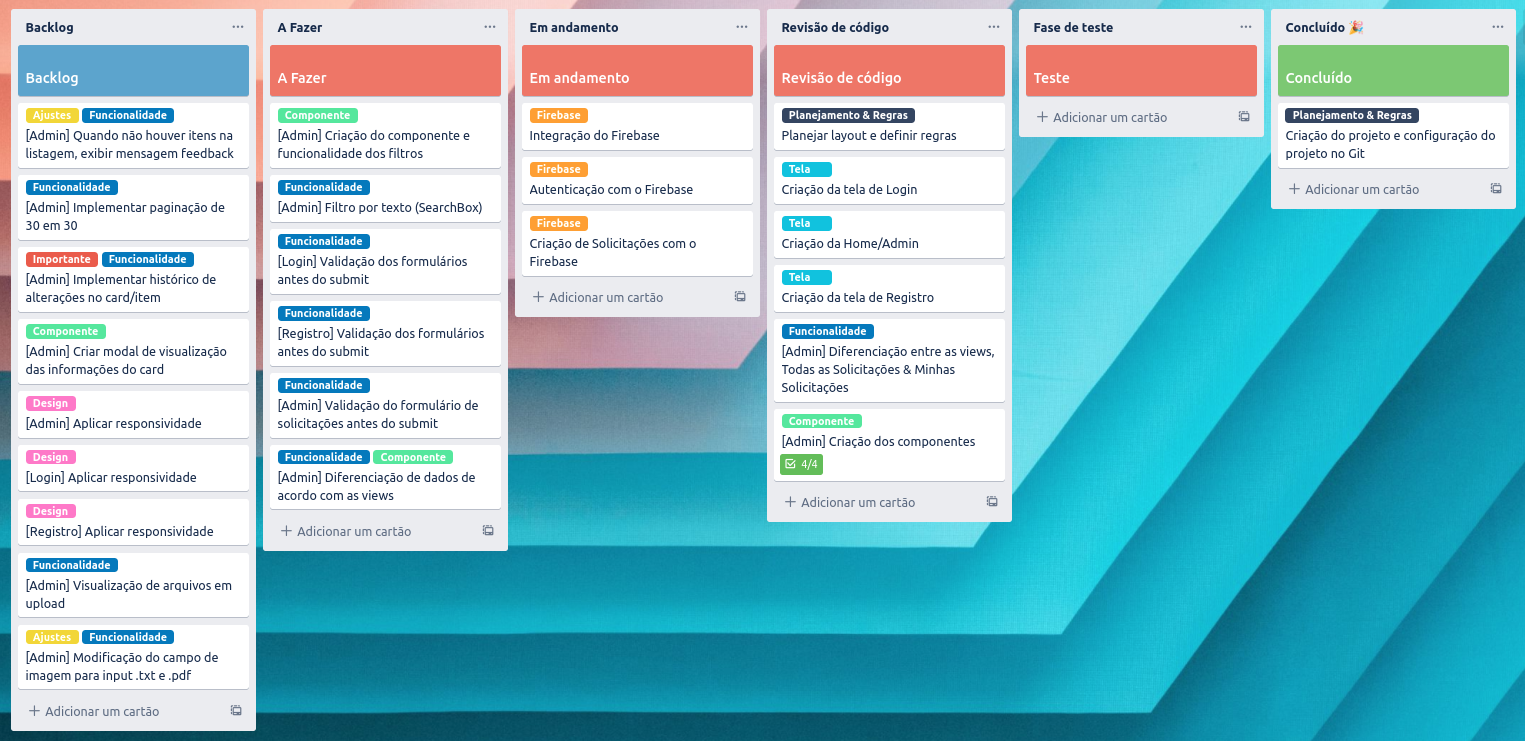 Backlog
Backlog
Ajustes Funcionalidade
[Admin] Quando não houver itens na
listagem, exibir mensagem feedback
Funcionalidade
[Admin] Implementar paginação de
30 em 30
Importante Funcionalidade
[Admin] Implementar histórico de
alterações no card/item
Componente
[Admin] Criar modal de visualização
das informações do card
Design
[Admin] Aplicar responsividade
Design
[Login] Aplicar responsividade
Design
[Registro] Aplicar responsividade
Funcionalidade
[Admin] Visualização de arquivos em
upload
Ajustes Funcionalidade
[Admin] Modificação do campo de
imagem para input .txt e .pdf
+ Adicionar um cartão
A Fazer
A Fazer
Componente
[Admin] Criação do componente e
funcionalidade dos filtros
Funcionalidade
[Admin] Filtro por texto (SearchBox)
Funcionalidade
[Login] Validação dos formulários
antes do submit
Funcionalidade
[Registro] Validação dos formulários
antes do submit
Funcionalidade
[Admin] Validação do formulário de
solicitações antes do submit
Funcionalidade Componente
[Admin] Diferenciação de dados de
acordo com as views
+ Adicionar um cartão
Em andamento
Em andamento
Firebase
Integração do Firebase
Firebase
Autenticação com o Firebase
Firebase
Criação de Solicitações com o
Firebase
+ Adicionar um cartão
Revisão de código
Revisão de código
Planejamento & Regras
Planejar layout e definir regras
Tela
Criação da tela de Login
Tela
Criação da Home/Admin
Tela
Criação da tela de Registro
Funcionalidade
[Admin] Diferenciação entre as views,
Todas as Solicitações & Minhas
Solicitações
Componente
[Admin] Criação dos componentes
4/4
+ Adicionar um cartão
Fase de teste
Teste
+ Adicionar um cartão
Concluído 🎉
Concluído
Planejamento & Regras
Criação do projeto e configuração do
projeto no Git
+ Adicionar um cartão